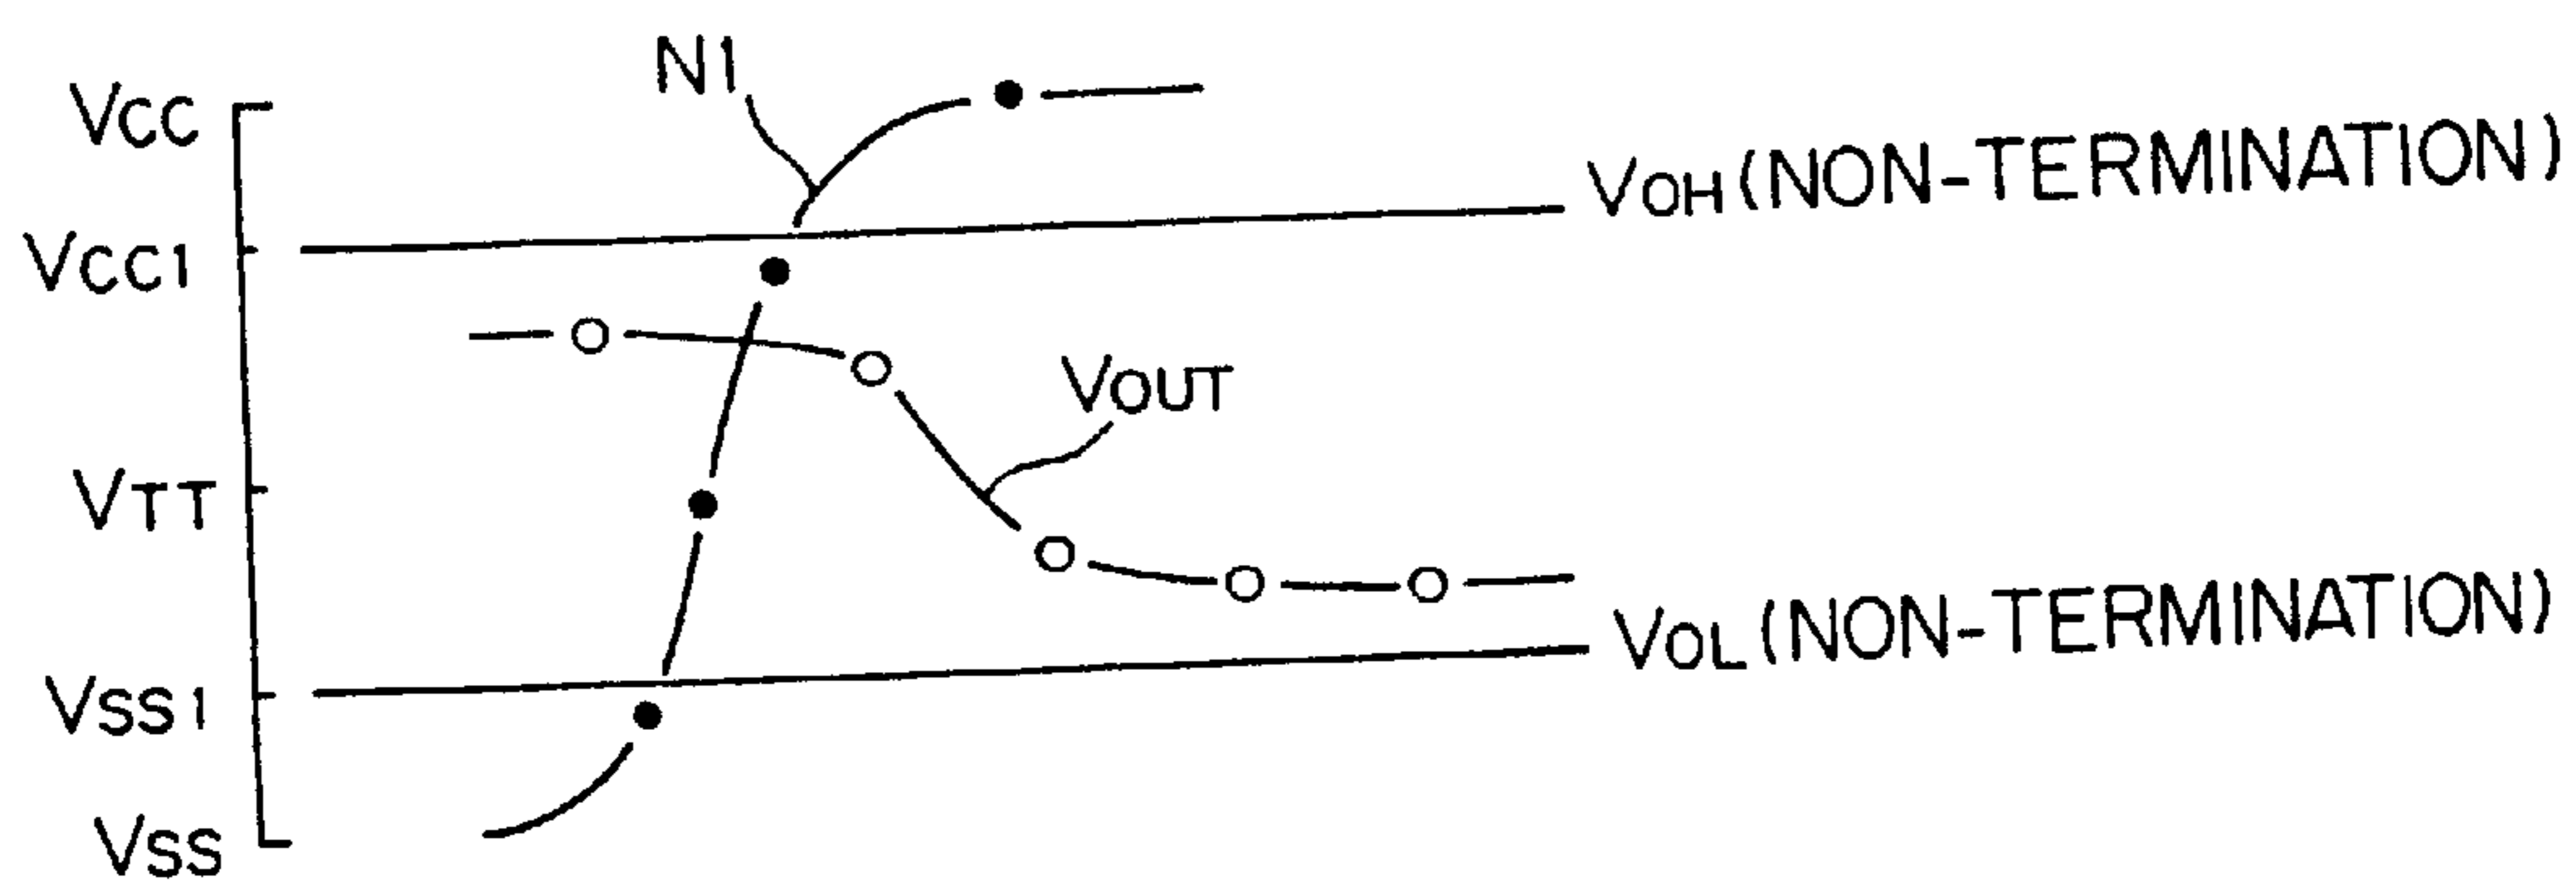 N1
VCC
VOH (NON-TERMINATION)
VCC1
VOUT
VTT
VOL (NON-TERMINATION)
VSS1
VSS